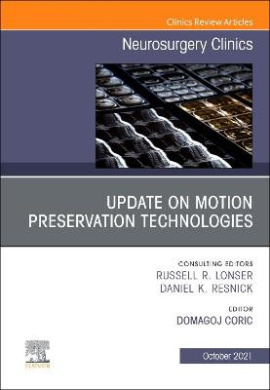 Clinics Review Articles
Neurosurgery Clinics
UPDATE ON MOTION
PRESERVATION TECHNOLOGIES
CONSULTING EDITORS
RUSSELL R. LONSER
DANIEL K. RESNICK
EDITOR
DOMAGOJ CORIC
ELSEVIER
October 2021